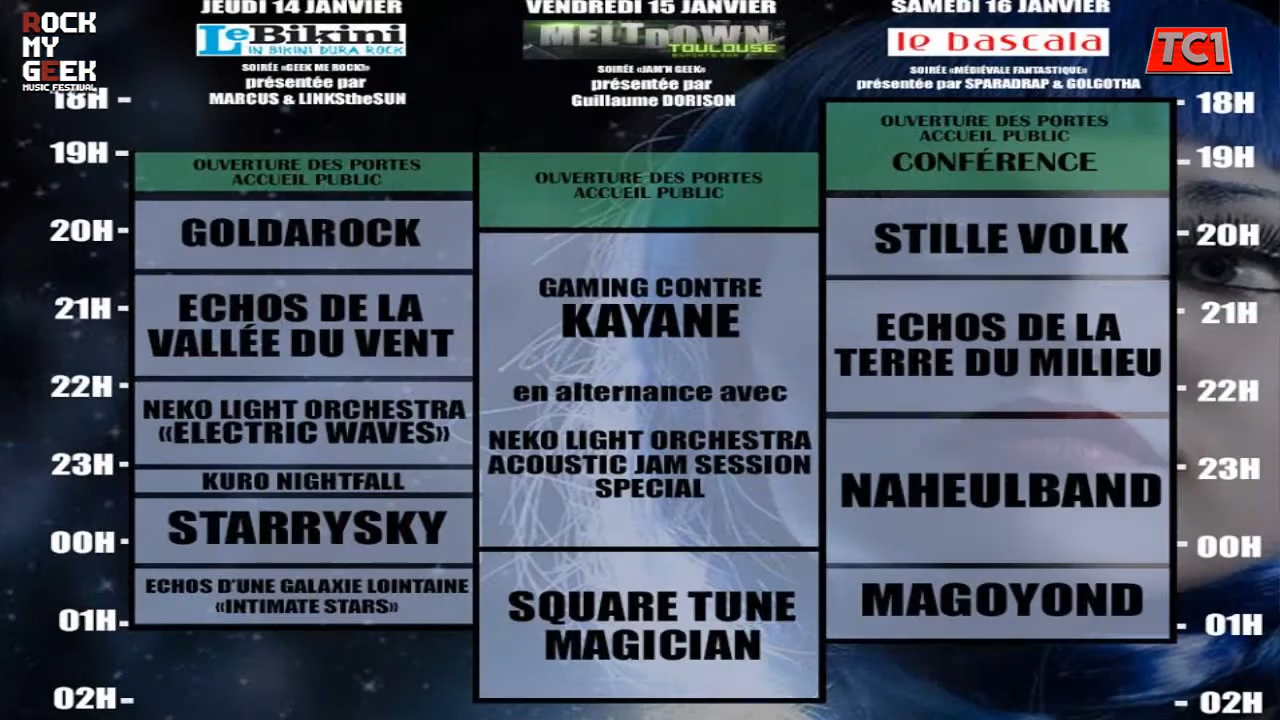 ROCK
MY
GEEK
MUSIC FESTIVAL
JEUDI 14 JANVIER
LeBikini
IN BIKINI DURA ROCK
SOIRÉE «GEEK ME ROCK!»
présentée par
MARCUS & LINKStheSUN
VENDREDI 15 JANVIER
MELTDOWN
TOULOUSE
SOIRÉE «JAM'N GEEK»
présentée par
Guillaume DORISON
SAMEDI 16 JANVIER
le bascala
SOIRÉE «MÉDIÉVALE FANTASTIQUE»
présentée par SPARADRAP & GOLGOTHA
TC1
18H
19H
20H
21H
22H
23H
00H
01H
02H
OUVERTURE DES PORTES
ACCUEIL PUBLIC
GOLDAROCK
ECHOS DE LA
VALLÉE DU VENT
NEKO LIGHT ORCHESTRA
«ELECTRIC WAVES»
KURO NIGHTFALL
STARRYSKY
ECHOS D'UNE GALAXIE LOINTAINE
«INTIMATE STARS»
OUVERTURE DES PORTES
ACCUEIL PUBLIC
GAMING CONTRE
KAYANE
en alternance avec
NEKO LIGHT ORCHESTRA
ACOUSTIC JAM SESSION
SPECIAL
SQUARE TUNE
MAGICIAN
OUVERTURE DES PORTES
ACCUEIL PUBLIC
CONFÉRENCE
STILLE VOLK
ECHOS DE LA
TERRE DU MILIEU
NAHEULBAND
MAGOYOND
18H
19H
20H
21H
22H
23H
00H
01H
02H